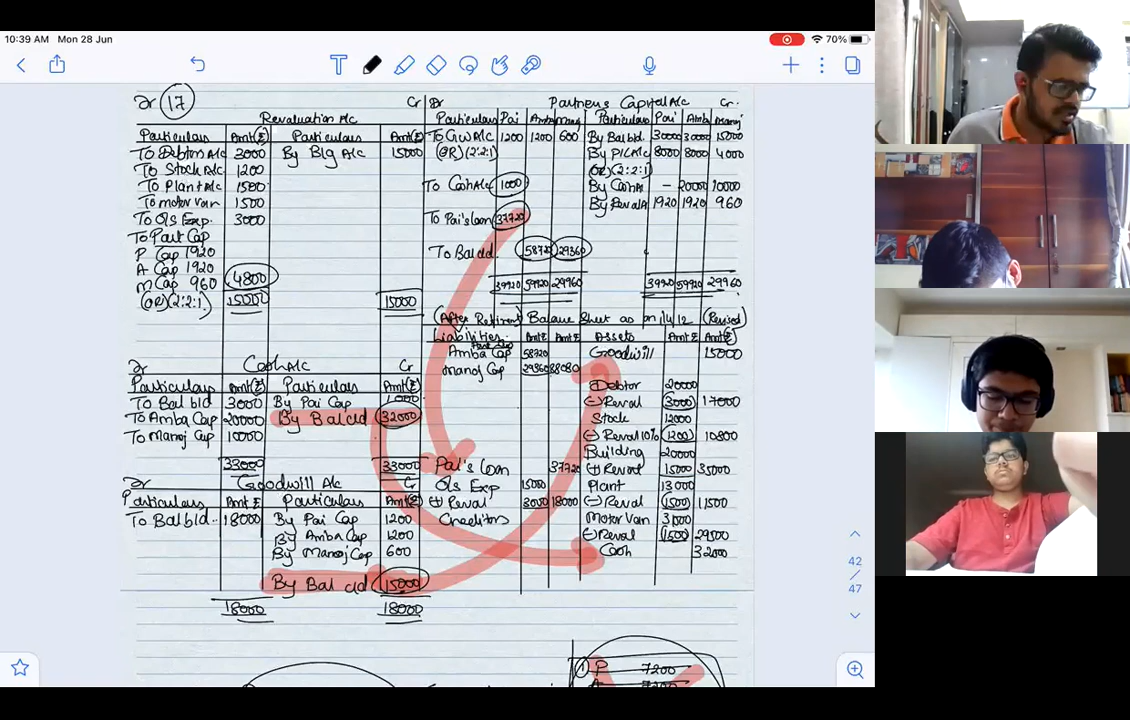 10:39 AM Mon 28 Jun
70%
Dr 17 Cr
Revaluation A/c
Particulars Amt(₹) Particulars Amt(₹)
To Debtors A/c 3000 By Blg A/c 15000
To Stock A/c 1200
To Plant A/c 1500
To motor van 1500
To O/s Exp. 3000
To Part Cap
P Cap 1920
A Cap 1920
M Cap 960 4800
(OR)(2:2:1) 15000 15000
Dr Partners Capital A/c Cr.
Particulars Pai Amba Manoj Particulars Pai Amba Manoj
To G/w A/c 1200 1200 600 By Bal b/d. 30000 30000 15000
(OR)(2:2:1) By P/L A/c 8000 8000 4000
(OR)(2:2:1)
To Cash A/c 1000 By Cash A/c - 20000 10000
By Reval A/c 1920 1920 960
To Pai's loan 37720
To Bal c/d. 58720 29360
39920 59920 29960 39920 59920 29960
Dr Cash A/c Cr
Particulars Amt(₹) Particulars Amt(₹)
To Bal b/d 3000 By Pai Cap 1000
To Amba Cap 20000 By Bal c/d 32000
To Manoj Cap 10000
33000 33000
Dr Goodwill A/c Cr
Particulars Amt ₹ Particulars Amt(₹)
To Bal b/d.. 18000 By Pai Cap 1200
By Amba Cap 1200
By Manoj Cap 600
By Bal c/d 15000
18000 18000
(After Retirement) Balance Sheet as on 1/4/12 (Revised)
Liabilities Amt ₹ Amt ₹ Assets Amt ₹ Amt ₹
Amba Cap 58720 Goodwill 15000
Manoj Cap 29360 88080
Debtor 20000
(-) Reval 3000 17000
Stock 12000
(-) Reval 10% 1200 10800
Building 20000
Pai's loan 37720 (+) Reval 15000 35000
O/s Exp 15000 Plant 13000
(+) Reval 3000 18000 (-) Reval 1500 11500
Creditors Motor Van 31000
(-) Reval 1500 29500
Cash 32000
42
/
47
① P 7200
A 7200